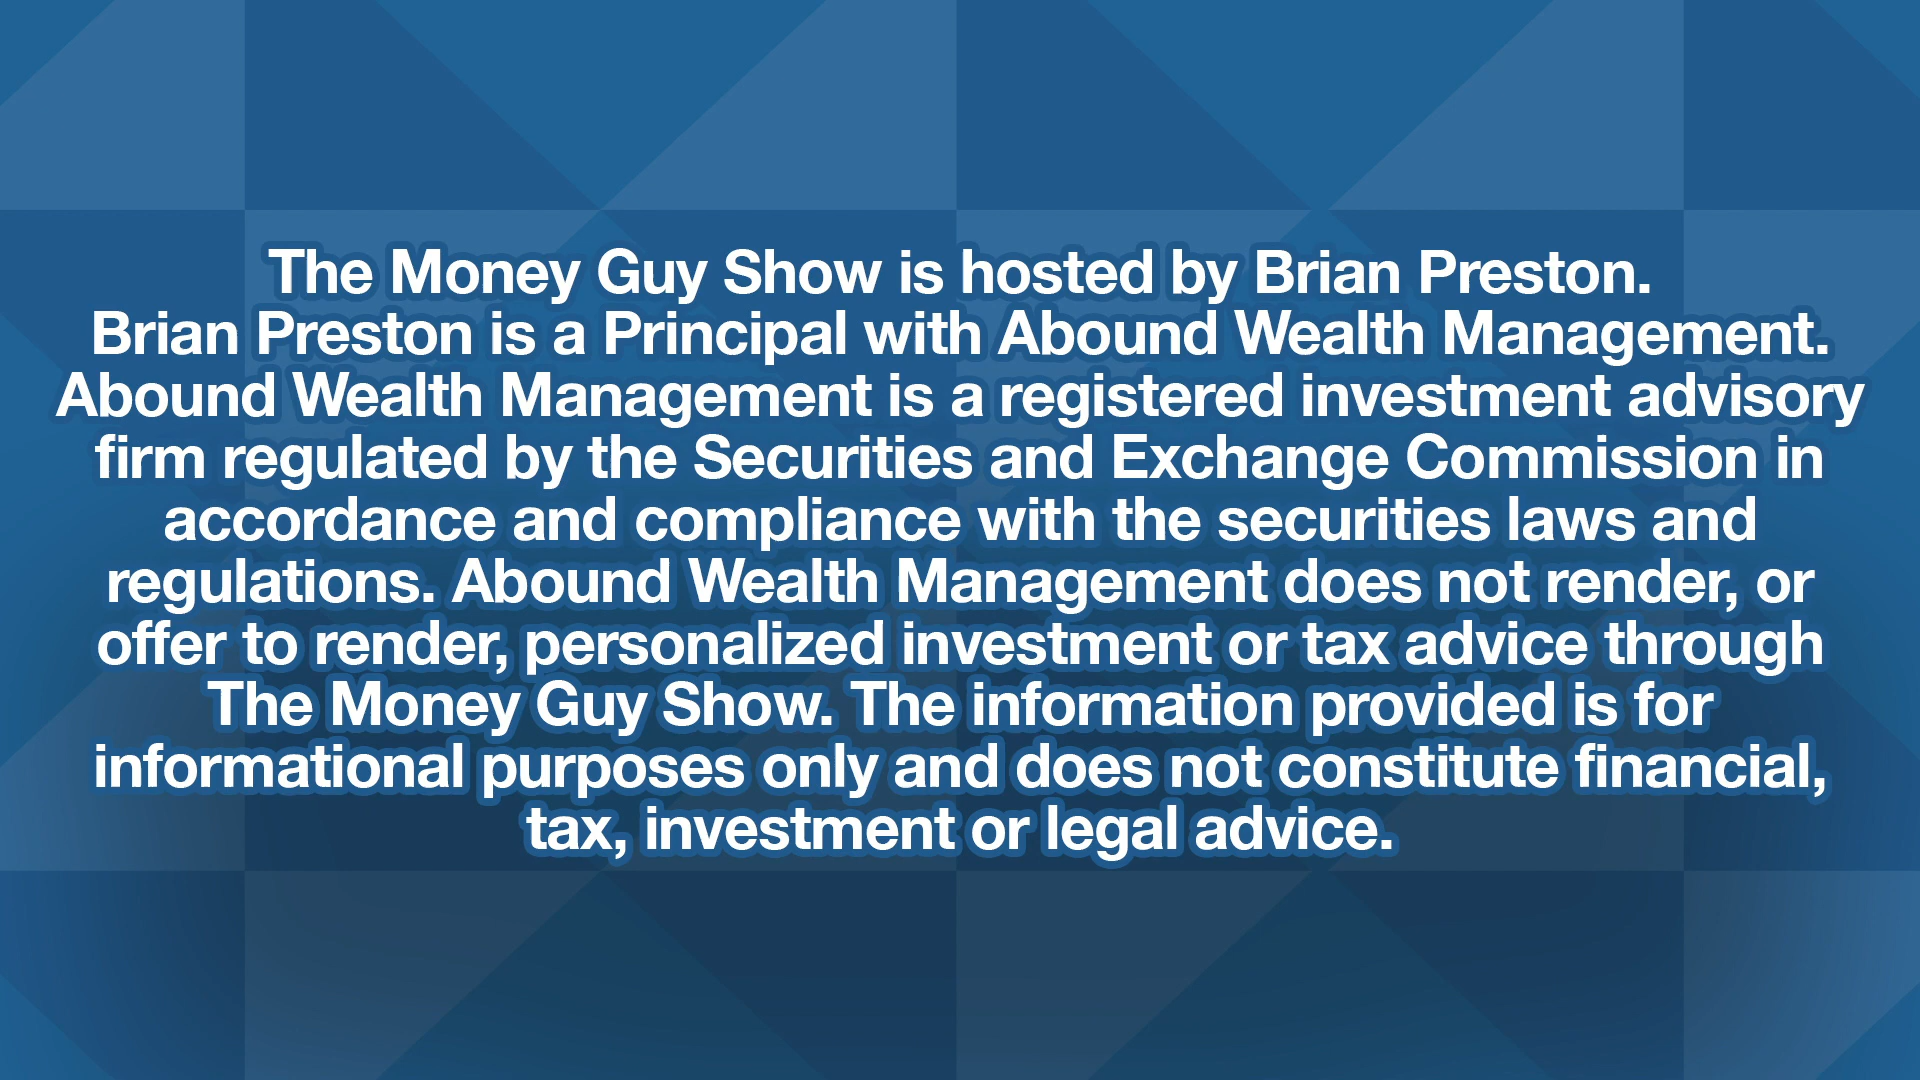 The Money Guy Show is hosted by Brian Preston.
Brian Preston is a Principal with Abound Wealth Management.
Abound Wealth Management is a registered investment advisory
firm regulated by the Securities and Exchange Commission in
accordance and compliance with the securities laws and
regulations. Abound Wealth Management does not render, or
offer to render, personalized investment or tax advice through
The Money Guy Show. The information provided is for
informational purposes only and does not constitute financial,
tax, investment or legal advice.